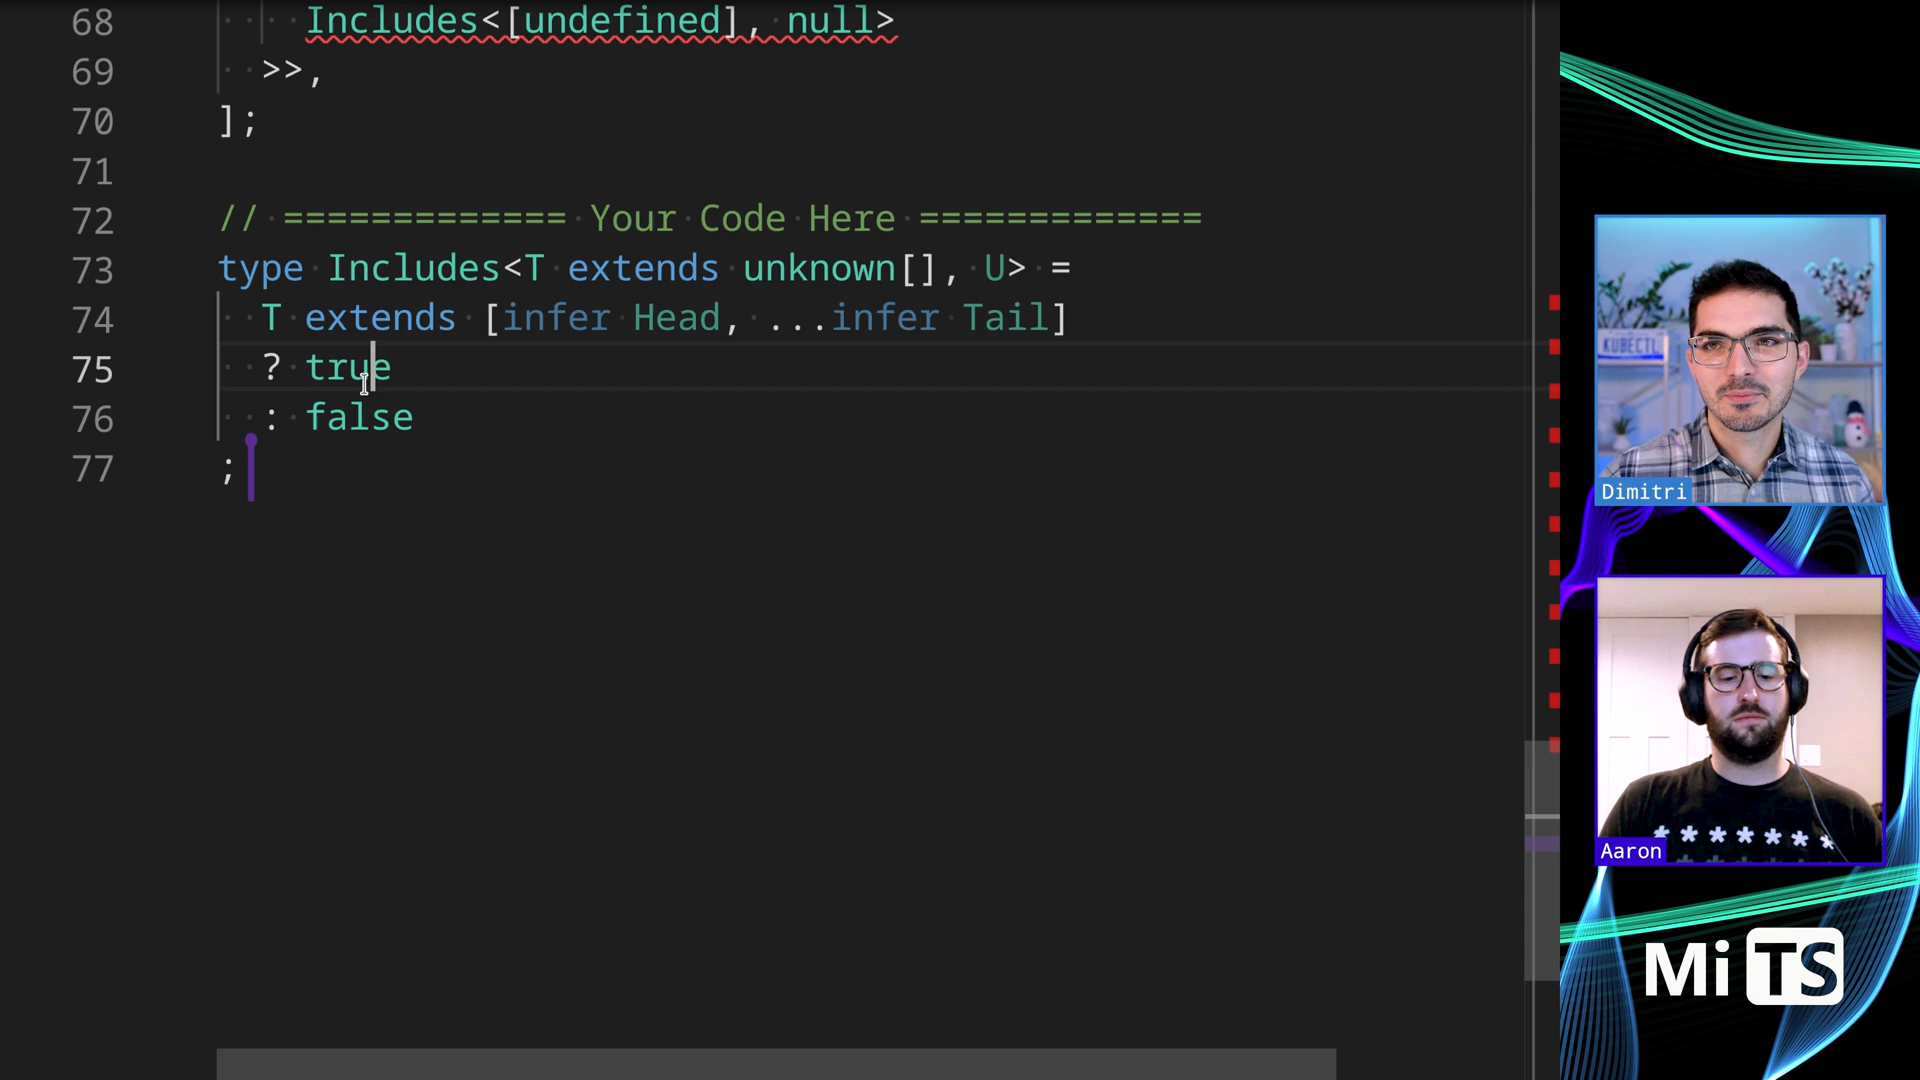 68 Includes<[undefined], null>
69 >>,
70 ];
71
72 // ============= Your Code Here =============
73 type Includes<T extends unknown[], U> =
74 T extends [infer Head, ...infer Tail]
75 ? true
76 : false
77 ;
KUBECTL
Dimitri
******
Aaron
Mi TS